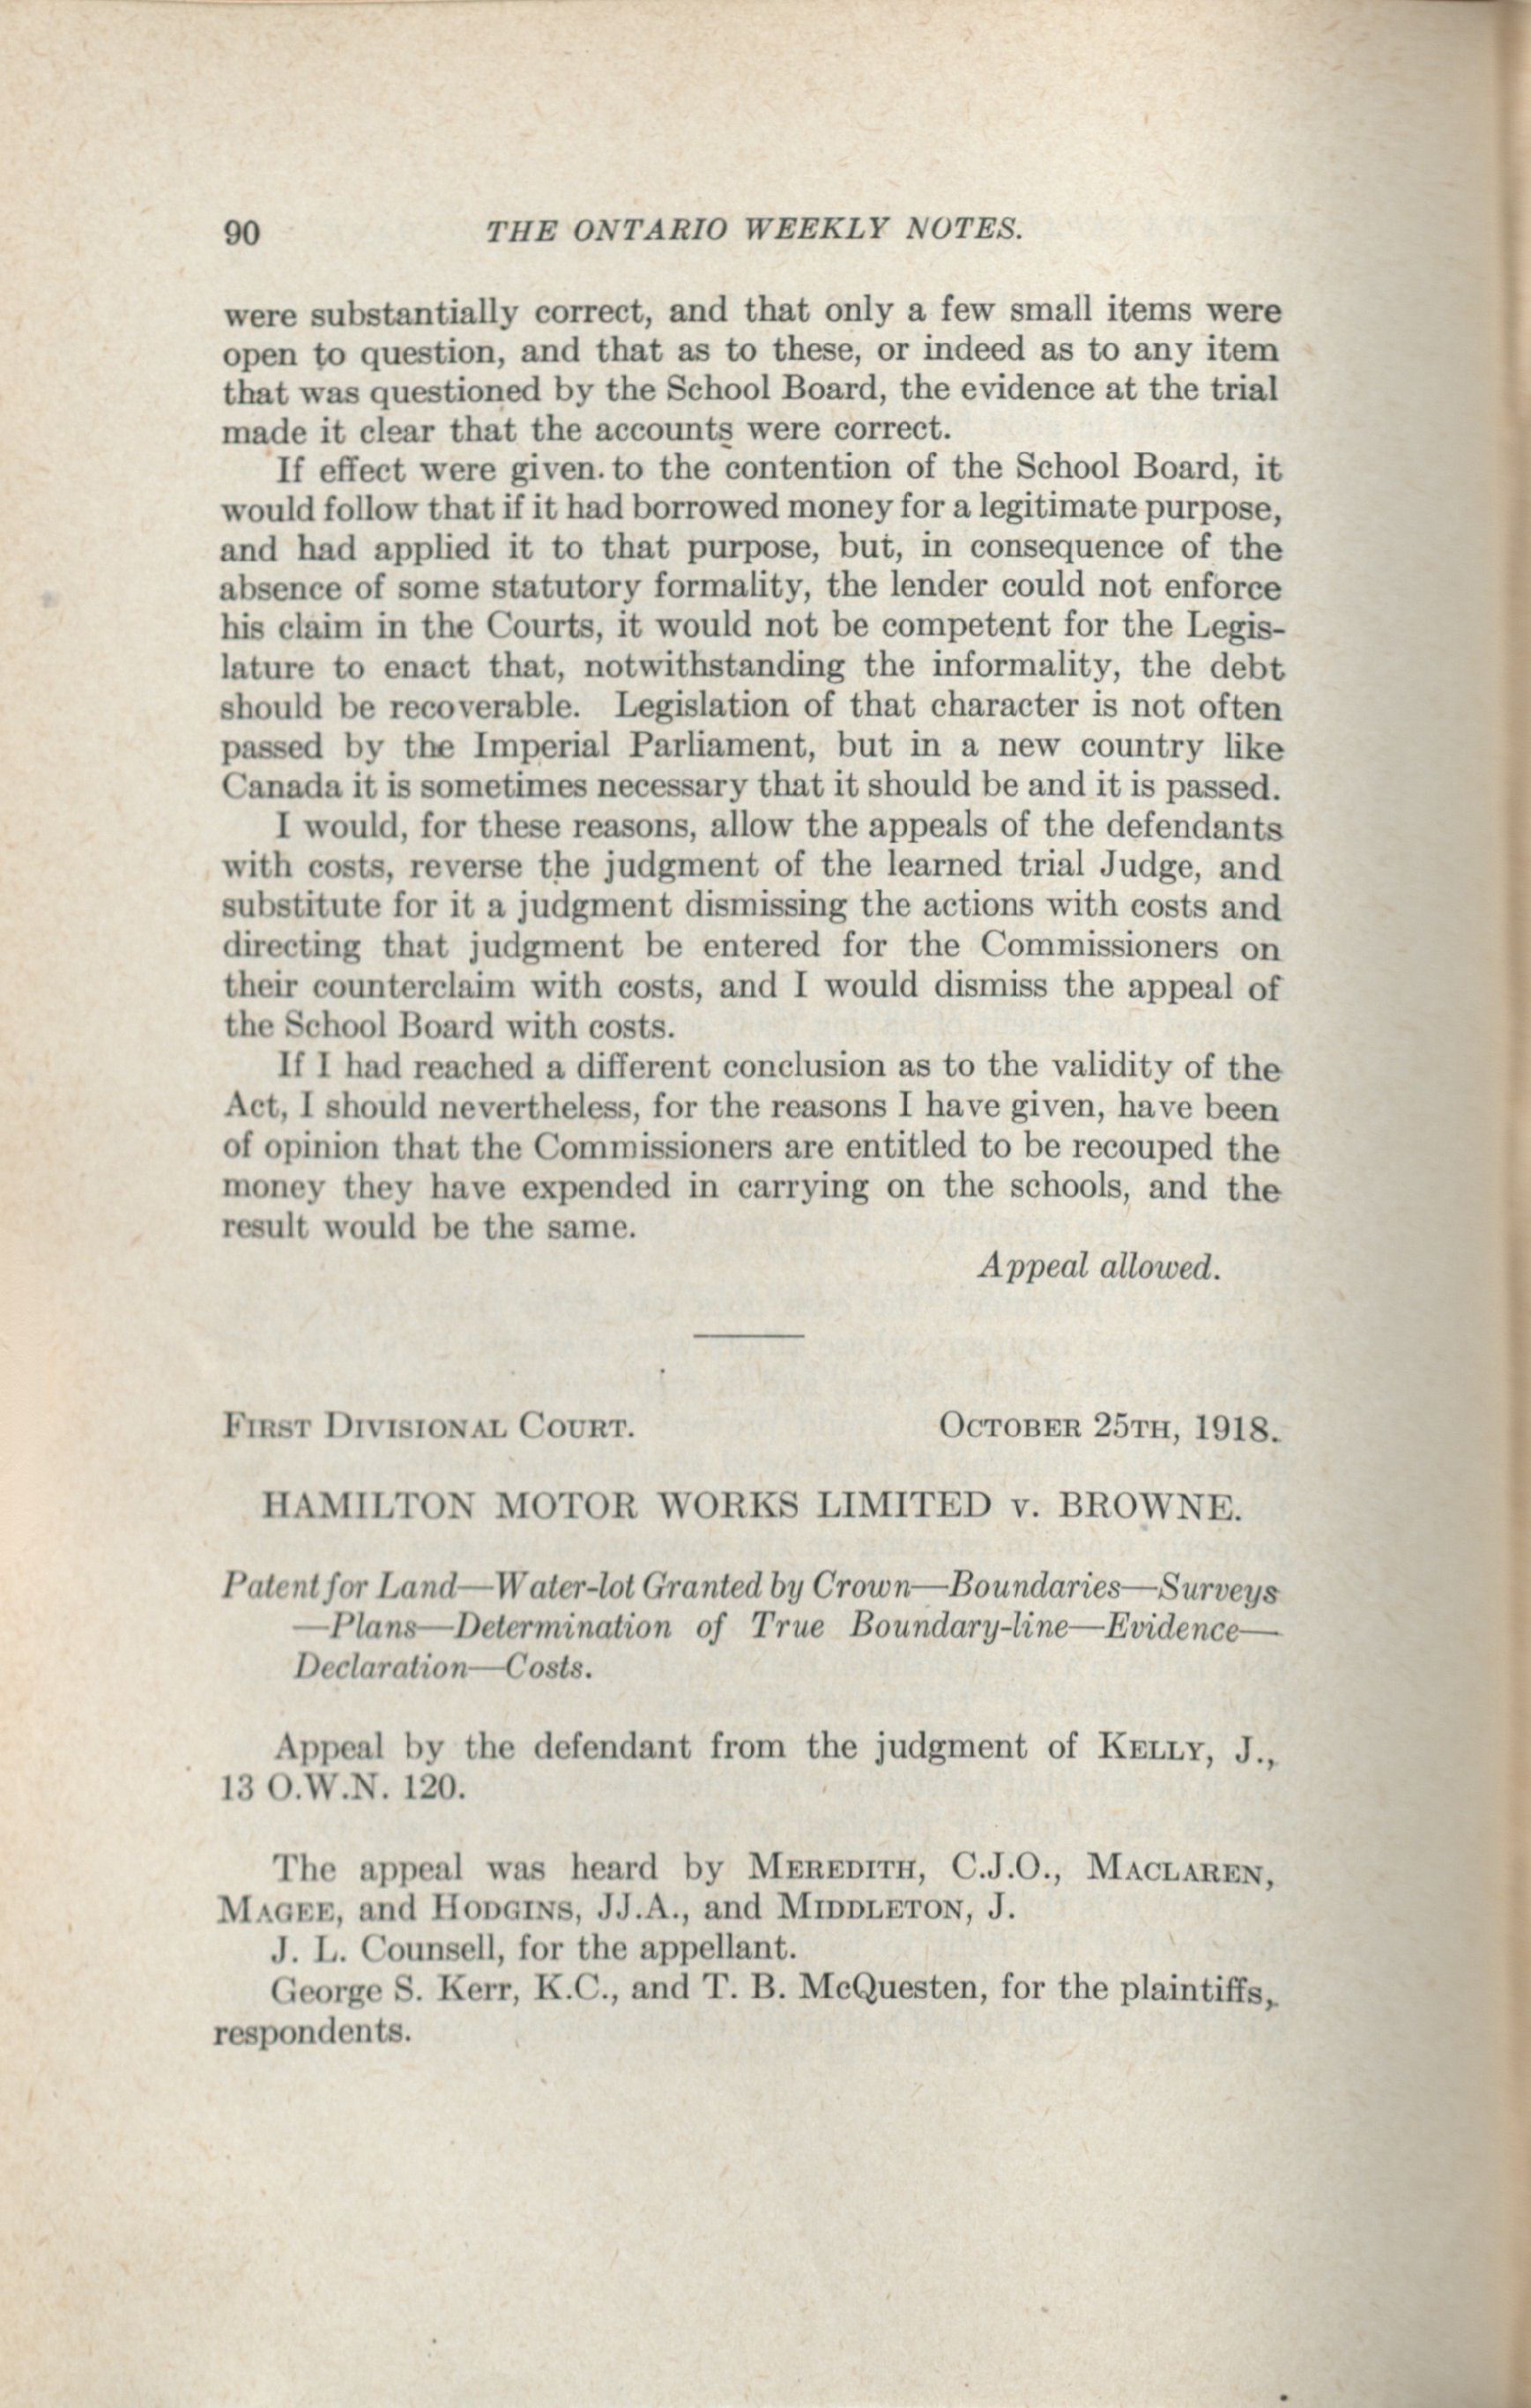 90 THE ONTARIO WEEKLY NOTES.
were substantially correct, and that only a few small items were
open to question, and that as to these, or indeed as to any item
that was questioned by the School Board, the evidence at the trial
made it clear that the accounts were correct.
If effect were given. to the contention of the School Board, it
would follow that if it had borrowed money for a legitimate purpose,
and had applied it to that purpose, but, in consequence of the
absence of some statutory formality, the lender could not enforce
his claim in the Courts, it would not be competent for the Legis-
lature to enact that, notwithstanding the informality, the debt
should be recoverable. Legislation of that character is not often
passed by the Imperial Parliament, but in a new country like
Canada it is sometimes necessary that it should be and it is passed.
I would, for these reasons, allow the appeals of the defendants
with costs, reverse the judgment of the learned trial Judge, and
substitute for it a judgment dismissing the actions with costs and
directing that judgment be entered for the Commissioners on
their counterclaim with costs, and I would dismiss the appeal of
the School Board with costs.
If I had reached a different conclusion as to the validity of the
Act, I should nevertheless, for the reasons I have given, have been
of opinion that the Commissioners are entitled to be recouped the
money they have expended in carrying on the schools, and the
result would be the same.
Appeal allowed.
FIRST DIVISIONAL COURT. OCTOBER 25TH, 1918.
HAMILTON MOTOR WORKS LIMITED v. BROWNE.
Patent for Land—Water-lot Granted by Crown—Boundaries—Surveys
—Plans—Determination of True Boundary-line—Evidence—
Declaration—Costs.
Appeal by the defendant from the judgment of KELLY, J.,
13 O.W.N. 120.
The appeal was heard by MEREDITH, C.J.O., MACLAREN,
MAGEE, and HODGINS, JJ.A., and MIDDLETON, J.
J. L. Counsell, for the appellant.
George S. Kerr, K.C., and T. B. McQuesten, for the plaintiffs,
respondents.